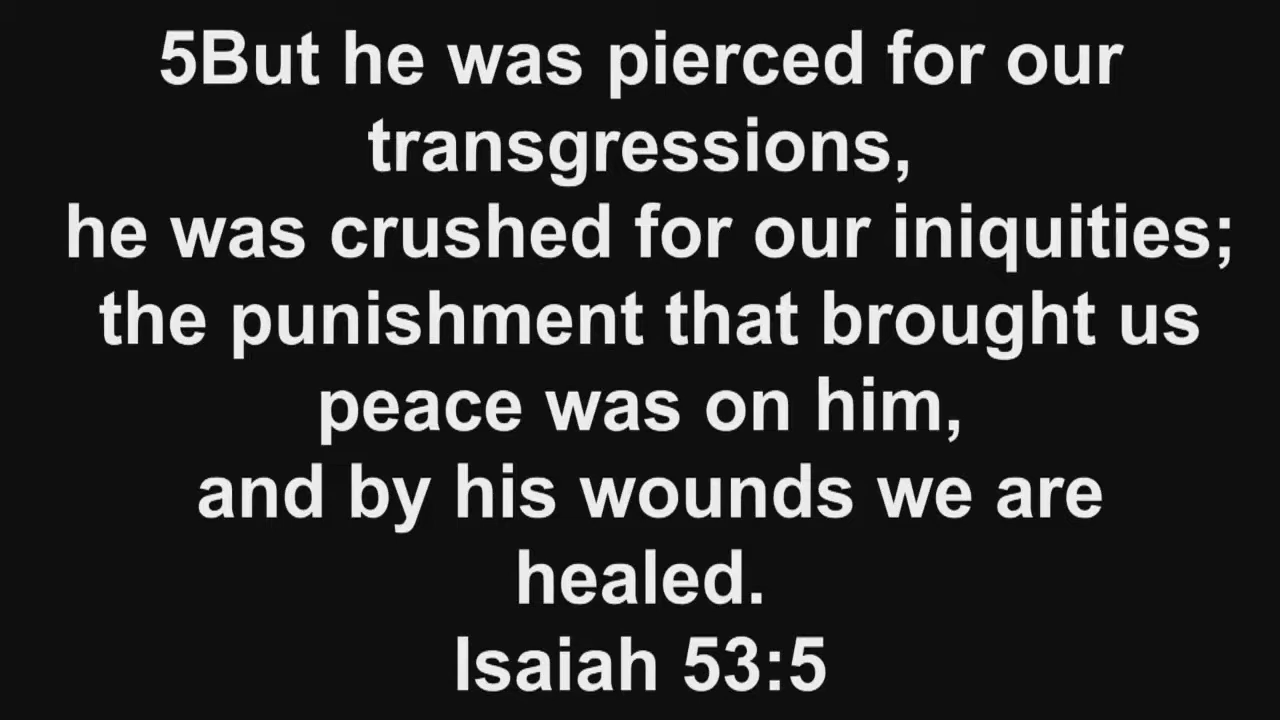 5But he was pierced for our
transgressions,
he was crushed for our iniquities;
the punishment that brought us
peace was on him,
and by his wounds we are
healed.
Isaiah 53:5